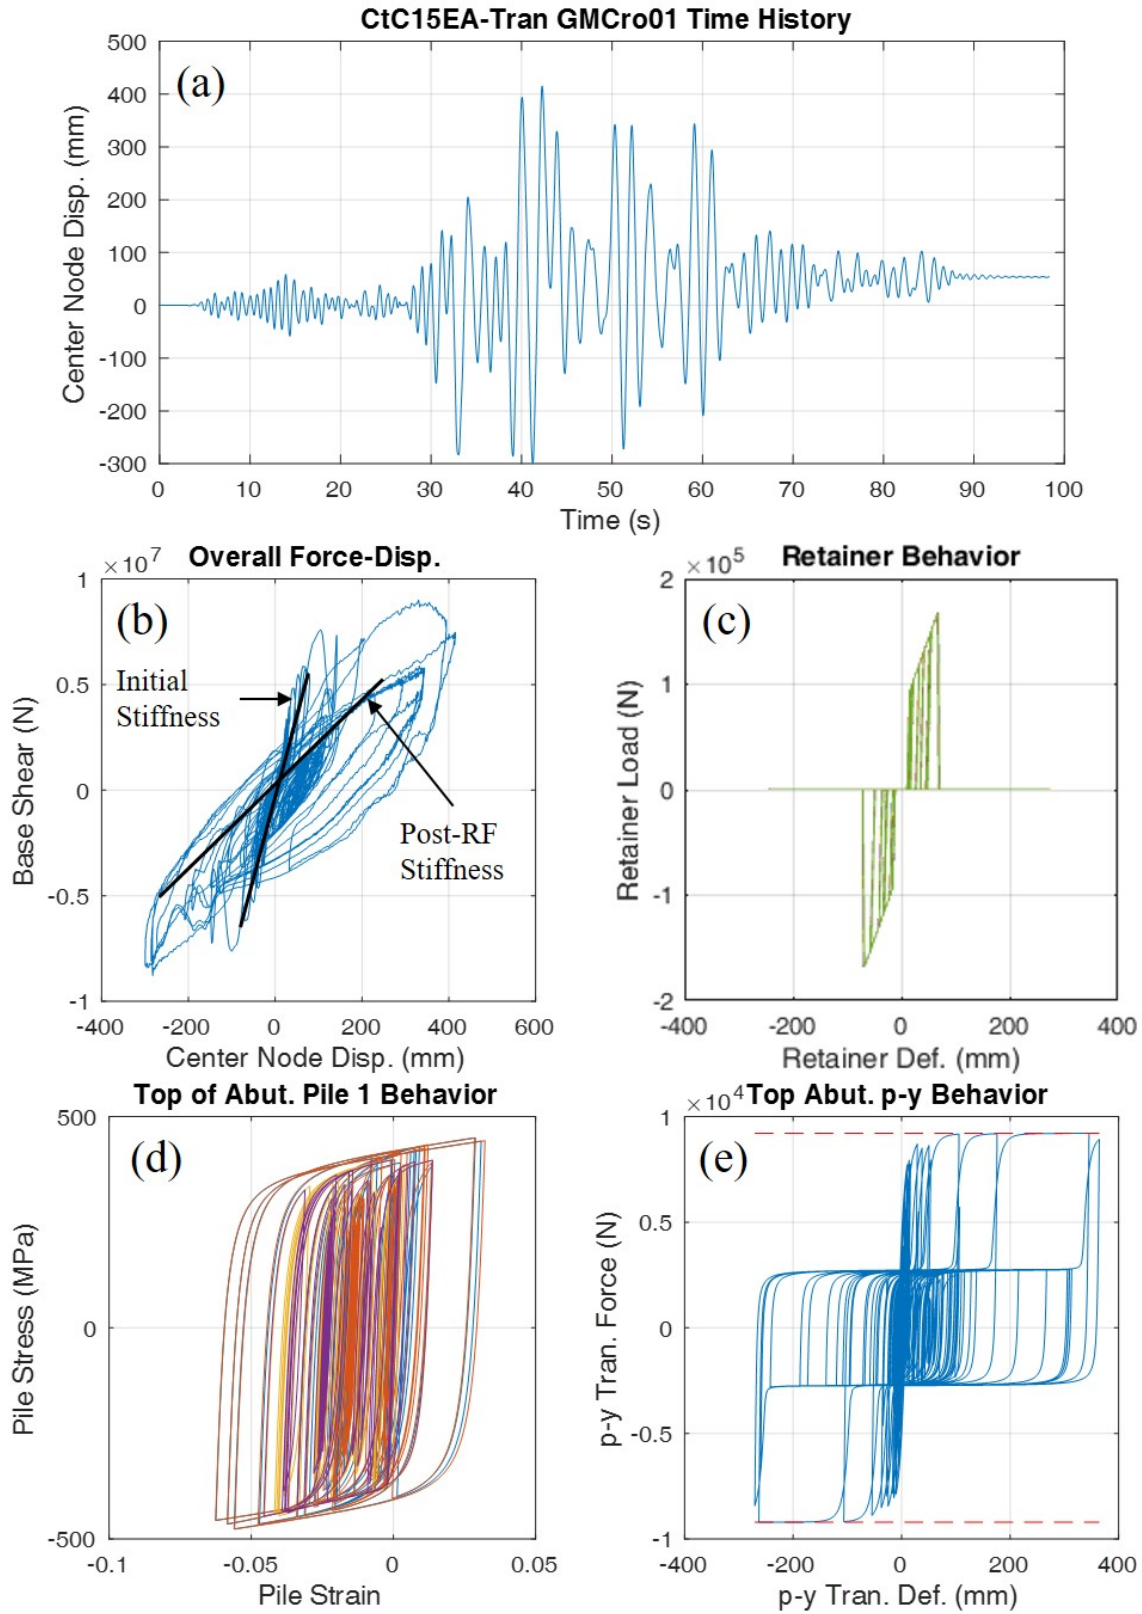 CtC15EA-Tran GMCro01 Time History
(a)
Center Node Disp. (mm)
500
400
300
200
100
0
-100
-200
-300
0 10 20 30 40 50 60 70 80 90 100
Time (s)
Overall Force-Disp.
×10^7
(b)
Base Shear (N)
1
0.5
0
-0.5
-1
Initial
Stiffness
Post-RF
Stiffness
-400 -200 0 200 400 600
Center Node Disp. (mm)
Retainer Behavior
×10^5
(c)
Retainer Load (N)
2
1
0
-1
-2
-400 -200 0 200 400
Retainer Def. (mm)
Top of Abut. Pile 1 Behavior
(d)
Pile Stress (MPa)
500
0
-500
-0.1 -0.05 0 0.05
Pile Strain
×10^4 Top Abut. p-y Behavior
(e)
p-y Tran. Force (N)
1
0.5
0
-0.5
-1
-400 -200 0 200 400
p-y Tran. Def. (mm)